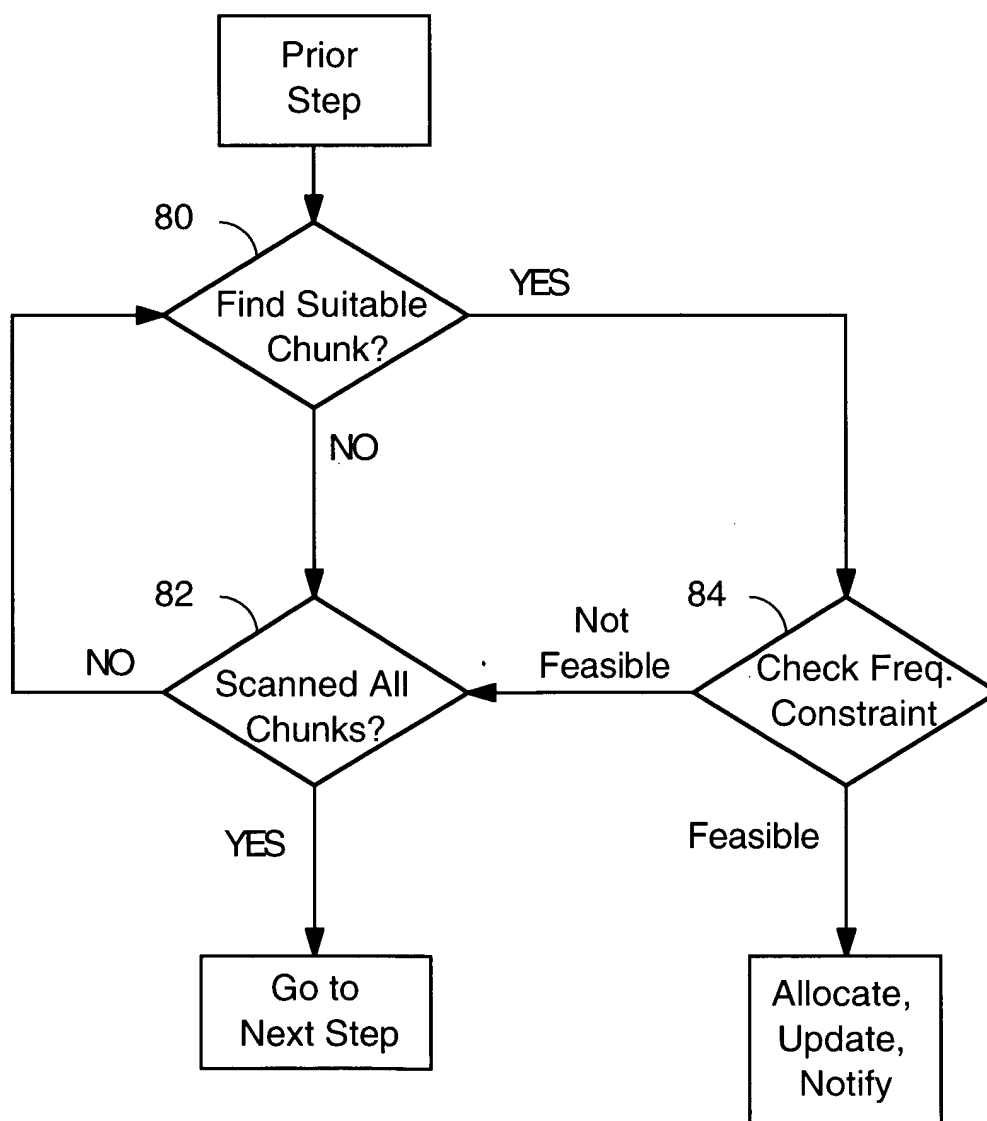 Prior
Step
80
YES
Find Suitable
Chunk?
NO
82
84
Not
Feasible
NO
Scanned All
Chunks?
Check Freq.
Constraint
YES
Feasible
Go to
Next Step
Allocate,
Update,
Notify